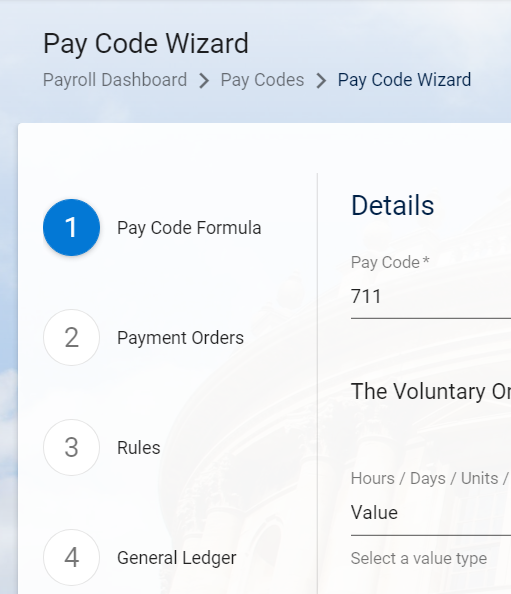 Pay Code Wizard
Payroll Dashboard > Pay Codes > Pay Code Wizard
1 Pay Code Formula
2 Payment Orders
3 Rules
4 General Ledger
Details
Pay Code *
711
The Voluntary
Hours / Days / Units /
Value
Select a value type